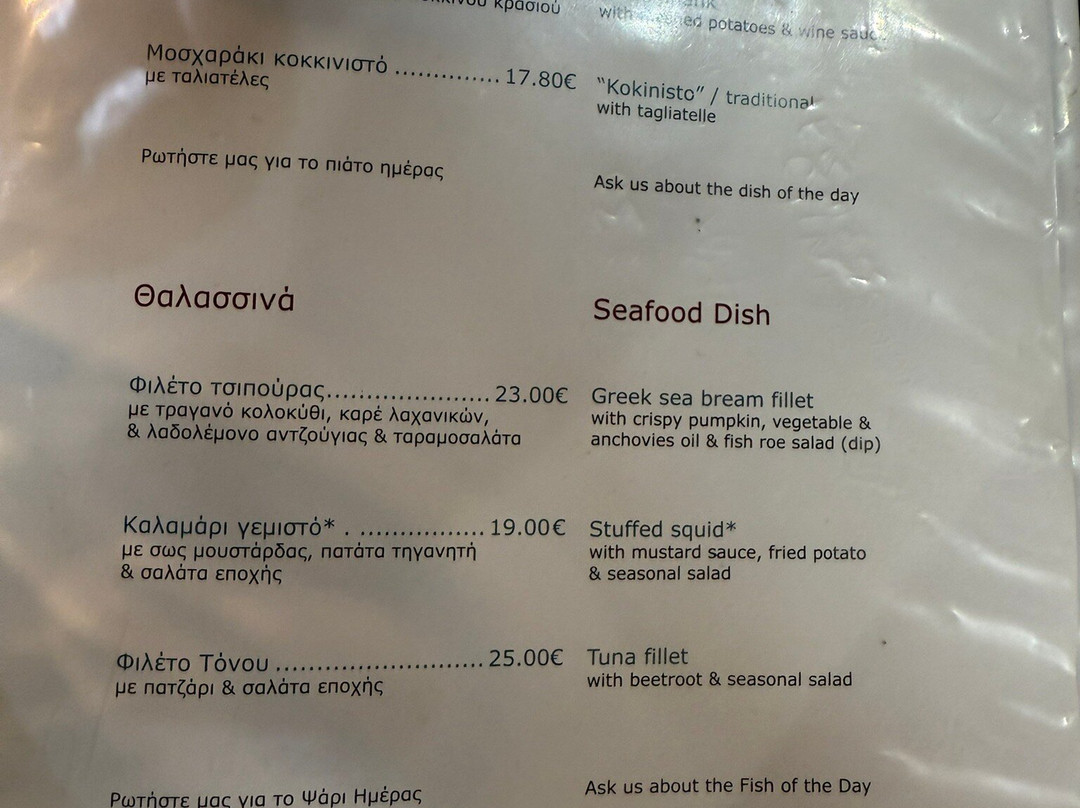 κρασιού
potatoes & wine
Μοσχαράκι κοκκινιστό .............. 17.80€
με ταλιατέλες
"Kokinisto" / traditional
with tagliatelle
Ρωτήστε μας για το πιάτο ημέρας
Ask us about the dish of the day
Θαλασσινά
Seafood Dish
Φιλέτο τσιπούρας.................... 23.00€
με τραγανό κολοκύθι, καρέ λαχανικών,
& λαδολέμονο αντζούγιας & ταραμοσαλάτα
Greek sea bream fillet
with crispy pumpkin, vegetable &
anchovies oil & fish roe salad (dip)
Καλαμάρι γεμιστό* . ................ 19.00€
με σως μουστάρδας, πατάτα τηγανητή
& σαλάτα εποχής
Stuffed squid*
with mustard sauce, fried potato
& seasonal salad
Φιλέτο Τόνου .......................... 25.00€
με πατζάρι & σαλάτα εποχής
Tuna fillet
with beetroot & seasonal salad
Ρωτήστε μας για το Ψάρι Ημέρας
Ask us about the Fish of the Day